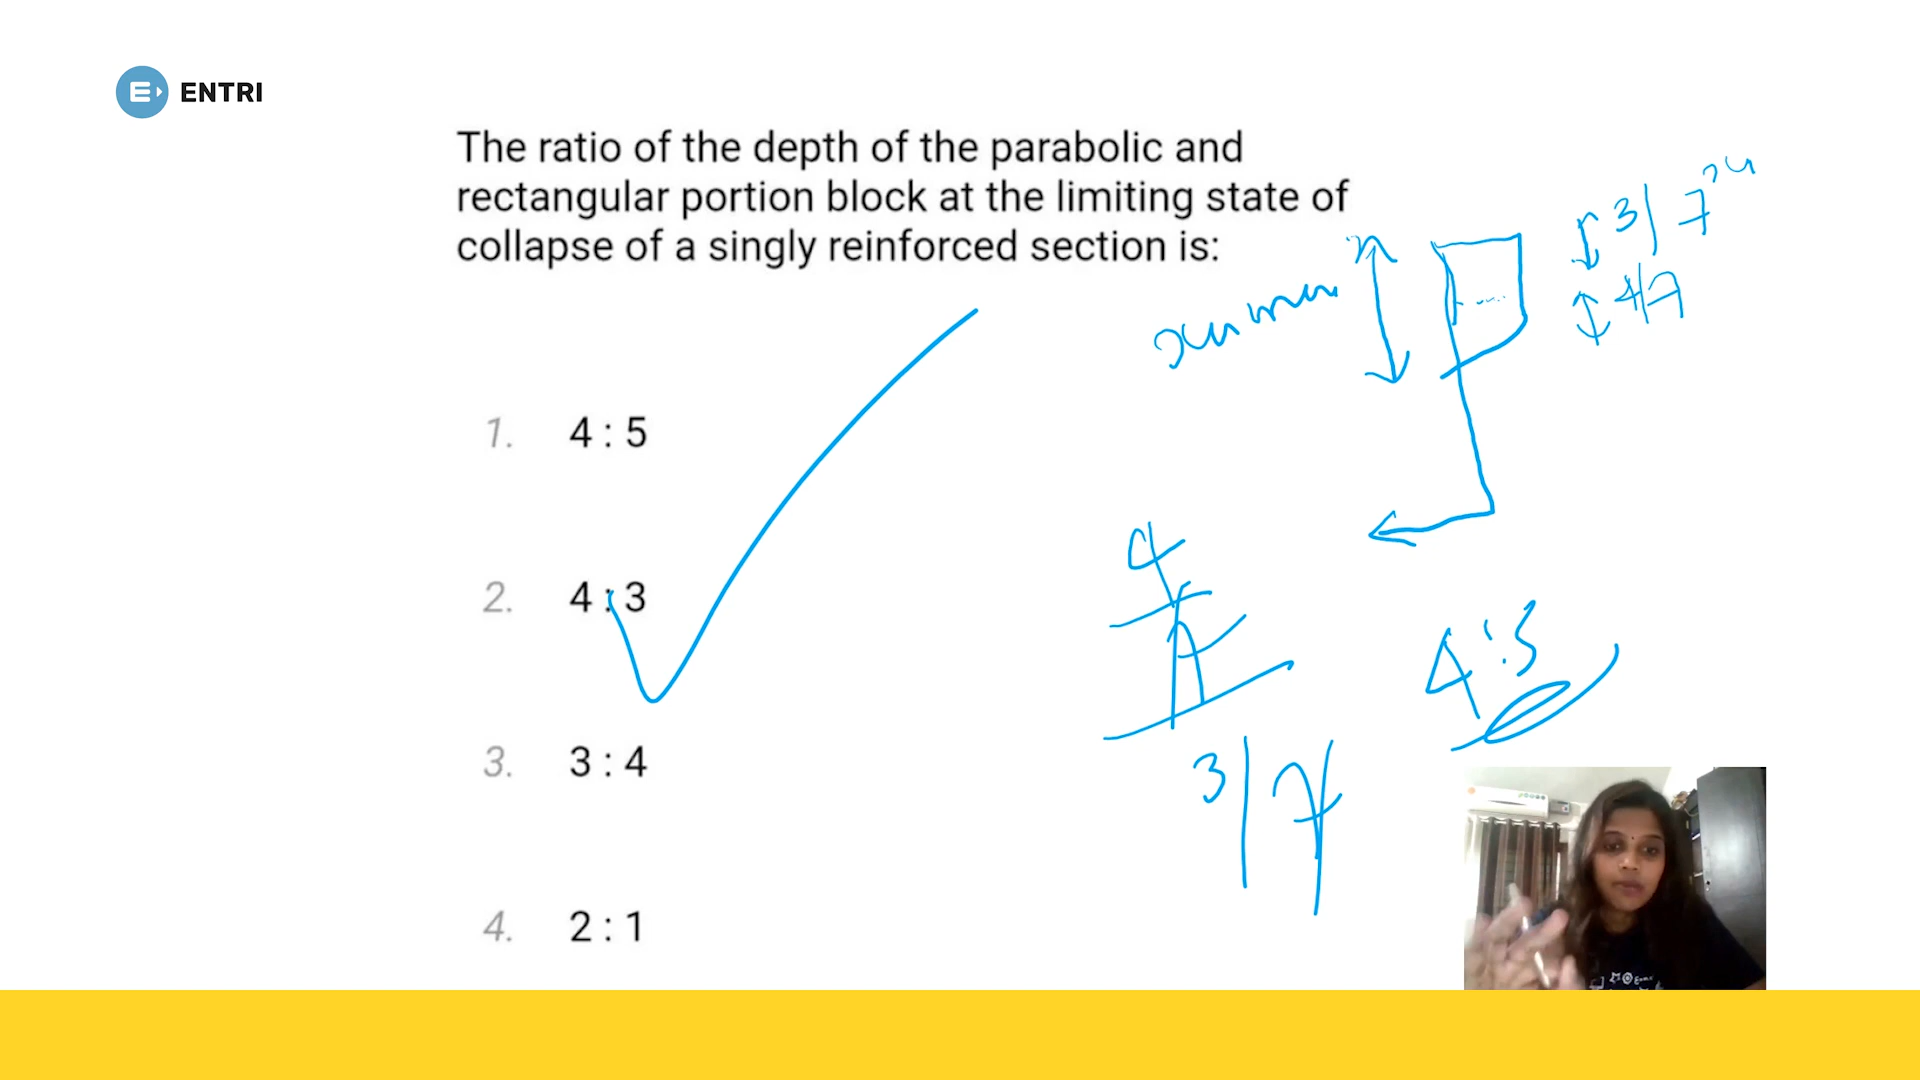 ENTRI
The ratio of the depth of the parabolic and
rectangular portion block at the limiting state of
collapse of a singly reinforced section is:
3/7 xu
4/7
1. 4 : 5
2. 4 : 3
3. 3 : 4
4. 2 : 1
4
7
3/7
4:3